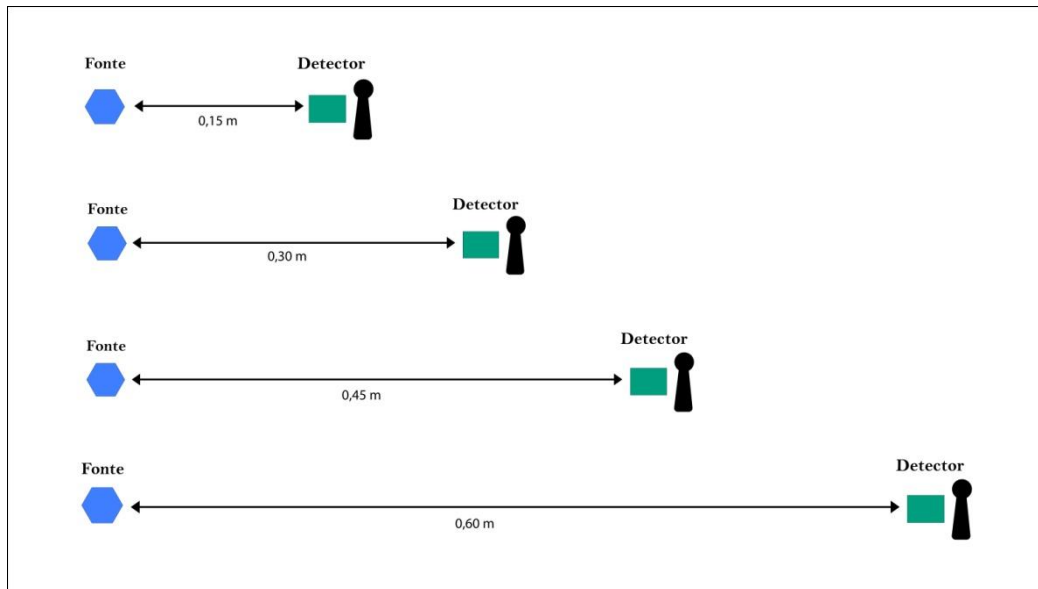 Fonte
Detector
0,15 m
Fonte
Detector
0,30 m
Fonte
Detector
0,45 m
Fonte
Detector
0,60 m